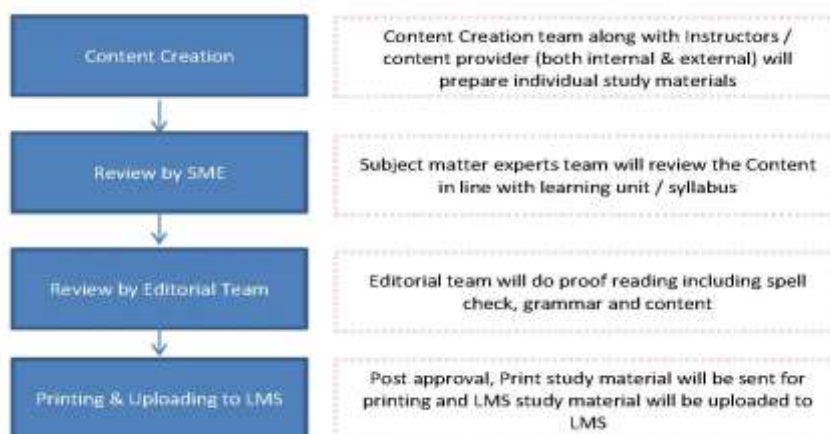 Content Creation
Content Creation team along with Instructors /
content provider (both internal & external) will
prepare individual study materials
Review by SME
Subject matter experts team will review the Content
in line with learning unit / syllabus
Review by Editorial Team
Editorial team will do proof reading including spell
check, grammar and content
Printing & Uploading to LMS
Post approval, Print study material will be sent for
printing and LMS study material will be uploaded to
LMS